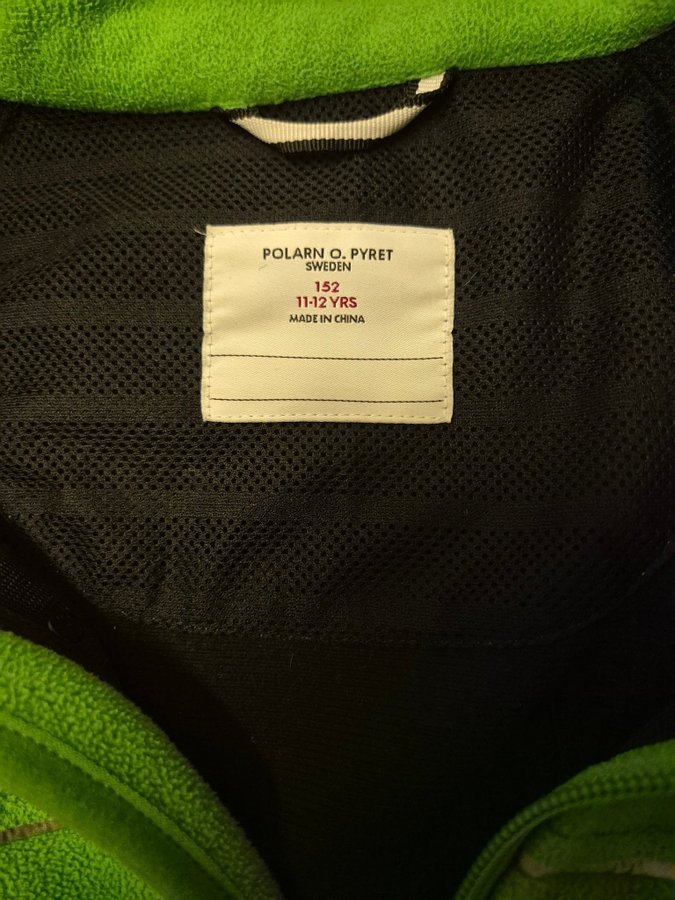 POLARN O. PYRET
SWEDEN
152
11-12 YRS
MADE IN CHINA